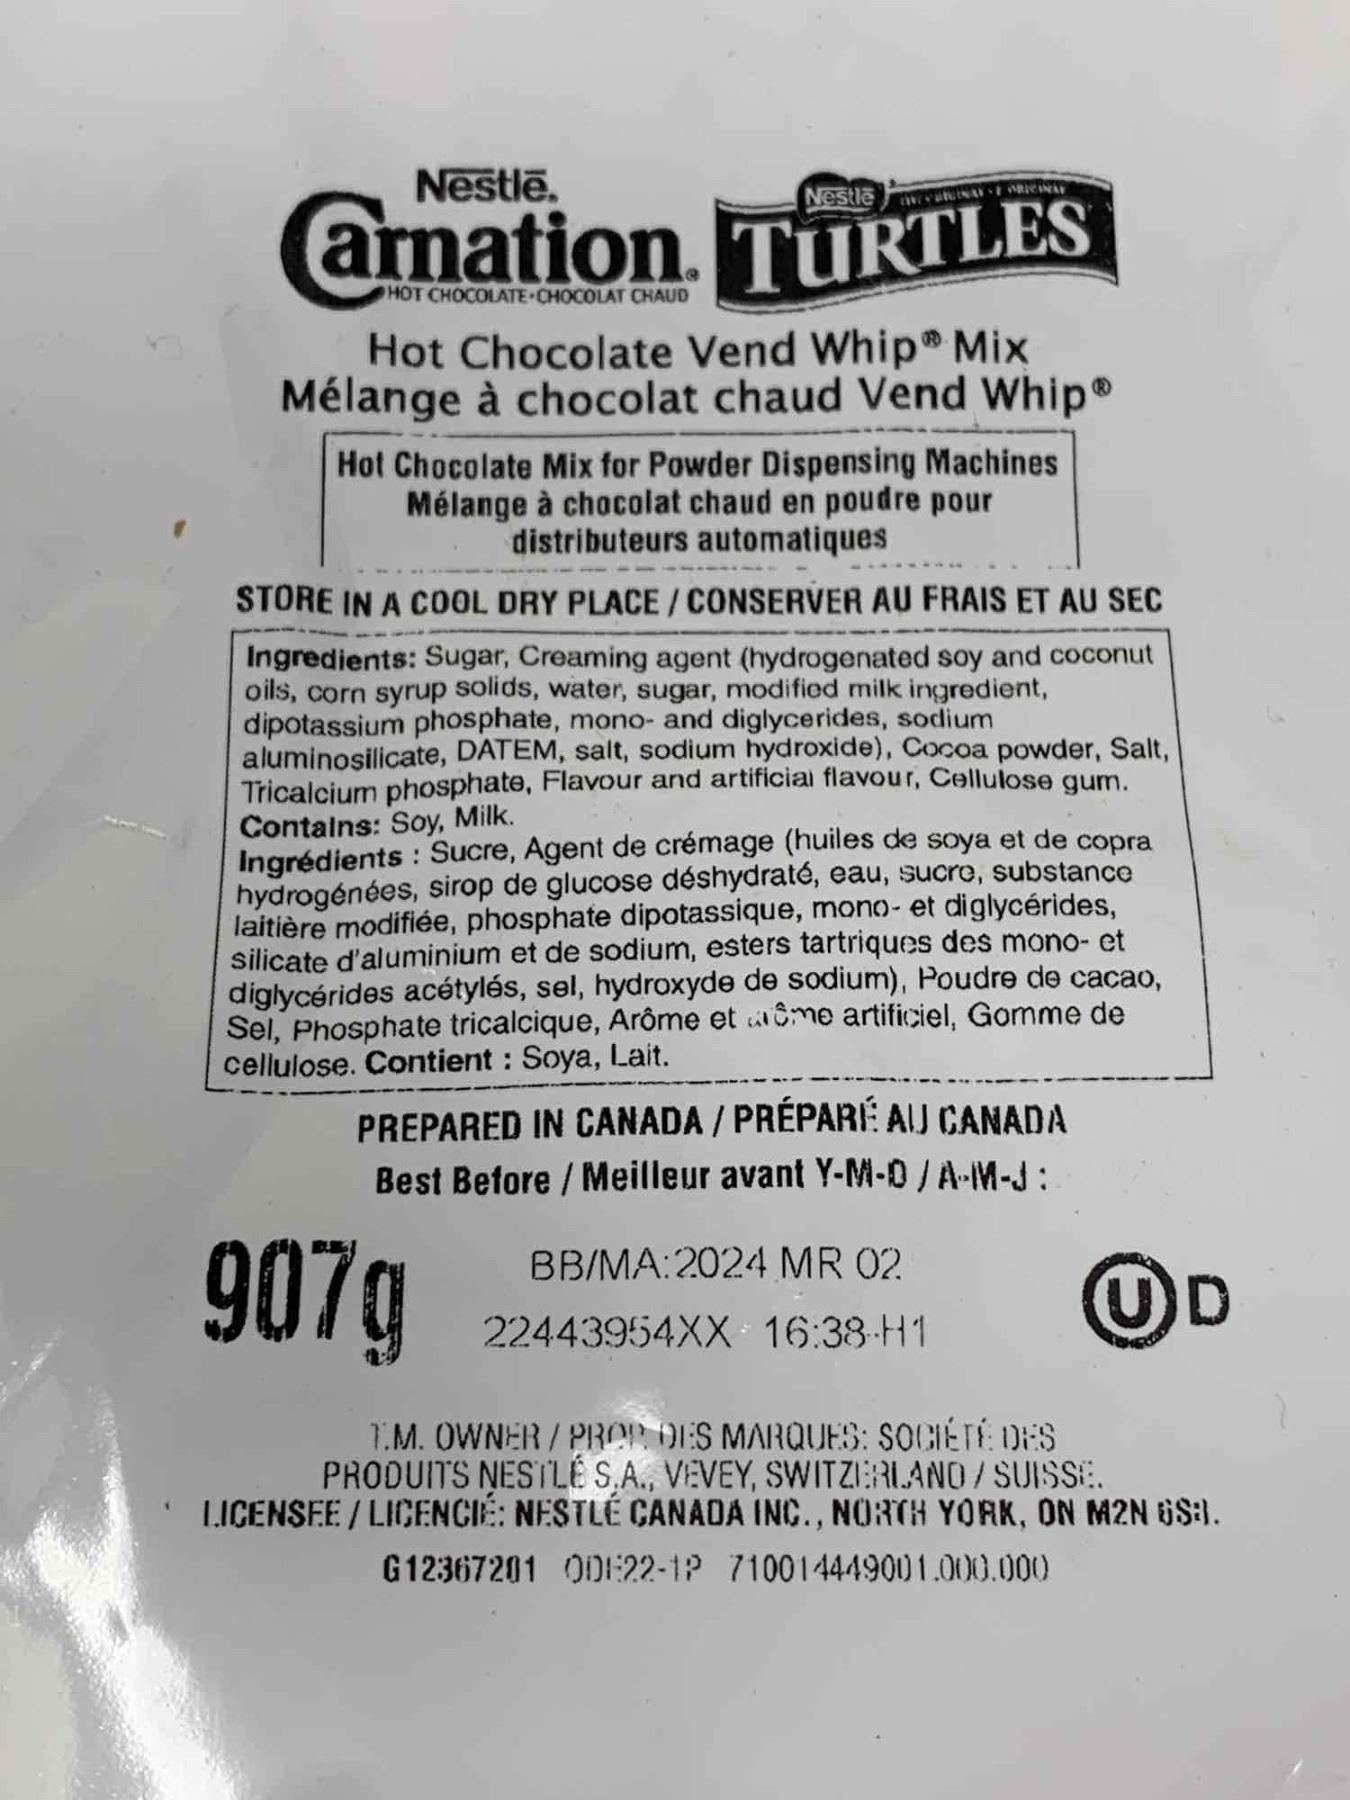 Nestlé.
Carnation®
HOT CHOCOLATE·CHOCOLAT CHAUD
Nestlé
TURTLES
Hot Chocolate Vend Whip® Mix
Mélange à chocolat chaud Vend Whip®
Hot Chocolate Mix for Powder Dispensing Machines
Mélange à chocolat chaud en poudre pour
distributeurs automatiques
STORE IN A COOL DRY PLACE / CONSERVER AU FRAIS ET AU SEC
Ingredients: Sugar, Creaming agent (hydrogenated soy and coconut
oils, corn syrup solids, water, sugar, modified milk ingredient,
dipotassium phosphate, mono- and diglycerides, sodium
aluminosilicate, DATEM, salt, sodium hydroxide), Cocoa powder, Salt,
Tricalcium phosphate, Flavour and artificial flavour, Cellulose gum.
Contains: Soy, Milk.
Ingrédients : Sucre, Agent de crémage (huiles de soya et de copra
hydrogénées, sirop de glucose déshydraté, eau, sucre, substance
laitière modifiée, phosphate dipotassique, mono- et diglycérides,
silicate d'aluminium et de sodium, esters tartriques des mono- et
diglycérides acétylés, sel, hydroxyde de sodium), Poudre de cacao,
Sel, Phosphate tricalcique, Arôme et arôme artificiel, Gomme de
cellulose. Contient : Soya, Lait.
PREPARED IN CANADA / PRÉPARÉ AU CANADA
Best Before / Meilleur avant Y-M-D / A-M-J :
907g
BB/MA:2024 MR 02
22443954XX 16:38-H1
U D
T.M. OWNER / PROP. DES MARQUES: SOCIÉTÉ DES
PRODUITS NESTLÉ S.A., VEVEY, SWITZERLAND / SUISSE.
LICENSEE / LICENCIÉ: NESTLÉ CANADA INC., NORTH YORK, ON M2N
G12367201 710014449001.000.000